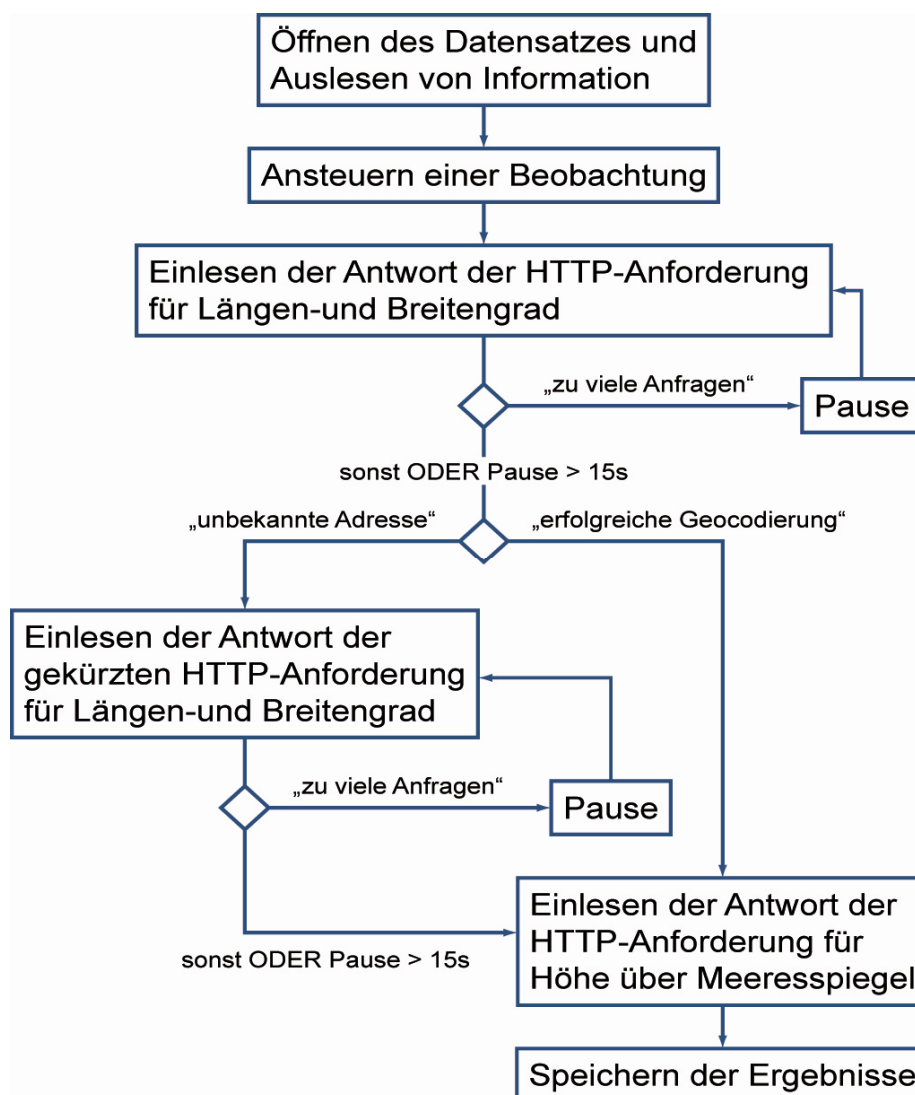 Öffnen des Datensatzes und
Auslesen von Information
Ansteuern einer Beobachtung
Einlesen der Antwort der HTTP-Anforderung
für Längen-und Breitengrad
„zu viele Anfragen“
Pause
sonst ODER Pause > 15s
„unbekannte Adresse“
„erfolgreiche Geocodierung“
Einlesen der Antwort der
gekürzten HTTP-Anforderung
für Längen-und Breitengrad
„zu viele Anfragen“
Pause
sonst ODER Pause > 15s
Einlesen der Antwort der
HTTP-Anforderung für
Höhe über Meeresspiegel
Speichern der Ergebnisse